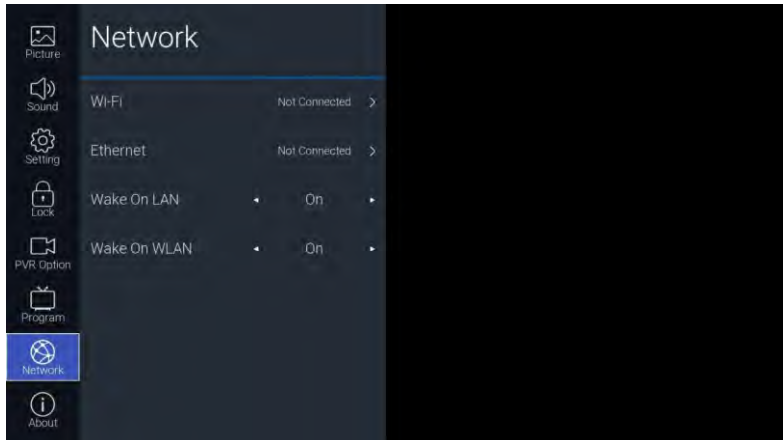 Picture
Sound
Setting
Lock
PVR Option
Program
Network
About
Network
Wi-Fi Not Connected
Ethernet Not Connected
Wake On LAN On
Wake On WLAN On